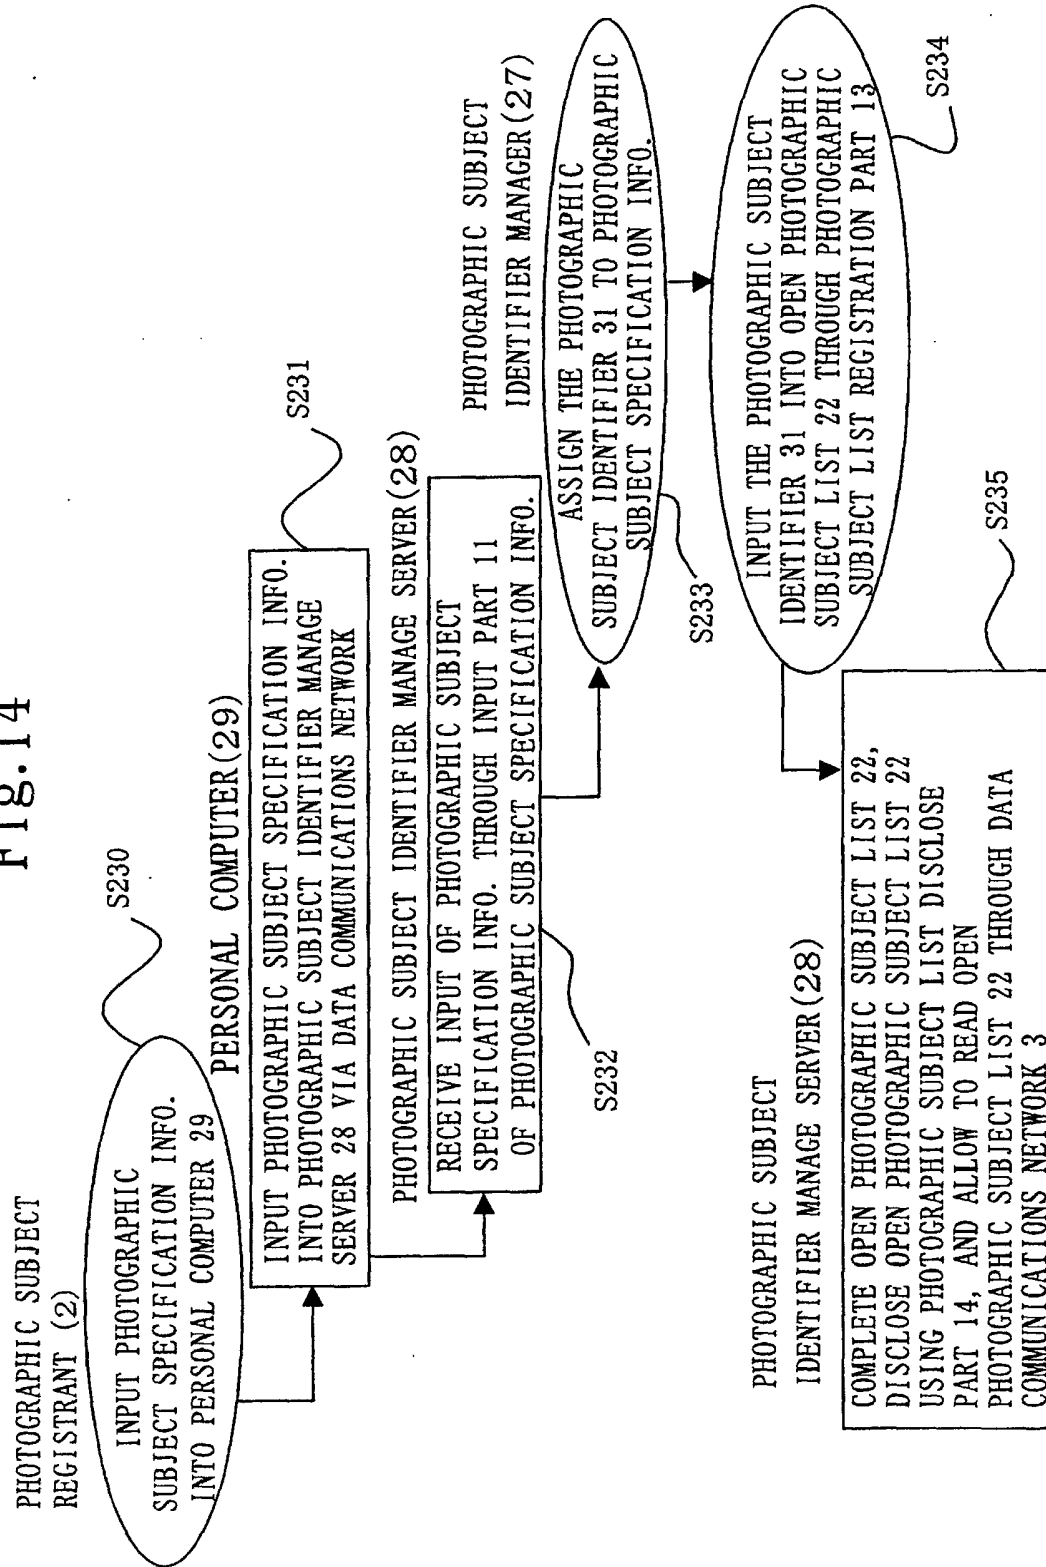 Fig.14
PHOTOGRAPHIC SUBJECT
REGISTRANT (2)
INPUT PHOTOGRAPHIC
SUBJECT SPECIFICATION INFO.
INTO PERSONAL COMPUTER 29
S230
PERSONAL COMPUTER(29)
INPUT PHOTOGRAPHIC SUBJECT SPECIFICATION INFO.
INTO PHOTOGRAPHIC SUBJECT IDENTIFIER MANAGE
SERVER 28 VIA DATA COMMUNICATIONS NETWORK
S231
PHOTOGRAPHIC SUBJECT IDENTIFIER MANAGE SERVER(28)
RECEIVE INPUT OF PHOTOGRAPHIC SUBJECT
SPECIFICATION INFO. THROUGH INPUT PART 11
OF PHOTOGRAPHIC SUBJECT SPECIFICATION INFO.
S232
PHOTOGRAPHIC SUBJECT
IDENTIFIER MANAGER(27)
ASSIGN THE PHOTOGRAPHIC
SUBJECT IDENTIFIER 31 TO PHOTOGRAPHIC
SUBJECT SPECIFICATION INFO.
S233
INPUT THE PHOTOGRAPHIC SUBJECT
IDENTIFIER 31 INTO OPEN PHOTOGRAPHIC
SUBJECT LIST 22 THROUGH PHOTOGRAPHIC
SUBJECT LIST REGISTRATION PART 13
S234
PHOTOGRAPHIC SUBJECT
IDENTIFIER MANAGE SERVER(28)
COMPLETE OPEN PHOTOGRAPHIC SUBJECT LIST 22,
DISCLOSE OPEN PHOTOGRAPHIC SUBJECT LIST 22
USING PHOTOGRAPHIC SUBJECT LIST DISCLOSE
PART 14, AND ALLOW TO READ OPEN
PHOTOGRAPHIC SUBJECT LIST 22 THROUGH DATA
COMMUNICATIONS NETWORK 3
S235